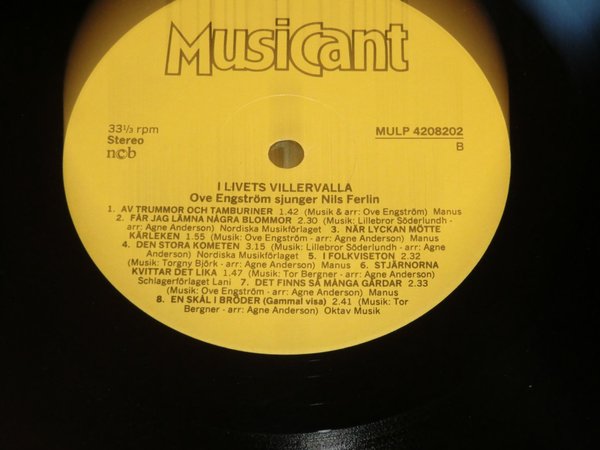 MusiCant
33⅓ rpm
Stereo
ncb
MULP 4208202
B
I LIVETS VILLERVALLA
Ove Engström sjunger Nils Ferlin
1. AV TRUMMOR OCH TAMBURINER 1.42 (Musik & arr: Ove Engström) Manus
2. FÅR JAG LÄMNA NÅGRA BLOMMOR 2.30 (Musik: Lillebror Söderlundh -
arr: Agne Anderson) Nordiska Musikförlaget 3. NÄR LYCKAN MÖTTE
KÄRLEKEN 1.55 (Musik: Ove Engström - arr: Agne Anderson) Manus
4. DEN STORA KOMETEN 3.15 (Musik: Lillebror Söderlundh - arr: Agne
Anderson) Nordiska Musikförlaget 5. I FOLKVISETON 2.32
(Musik: Torgny Björk - arr: Agne Anderson) Manus 6. STJÄRNORNA
KVITTAR DET LIKA 1.47 (Musik: Tor Bergner - arr: Agne Anderson)
Schlagerförlaget Lani 7. DET FINNS SÅ MÅNGA GÅRDAR 2.33
(Musik: Ove Engström - arr: Agne Anderson) Manus
8. EN SKÅL I BRÖDER (Gammal visa) 2.41 (Musik: Tor
Bergner - arr: Agne Anderson) Oktav Musik